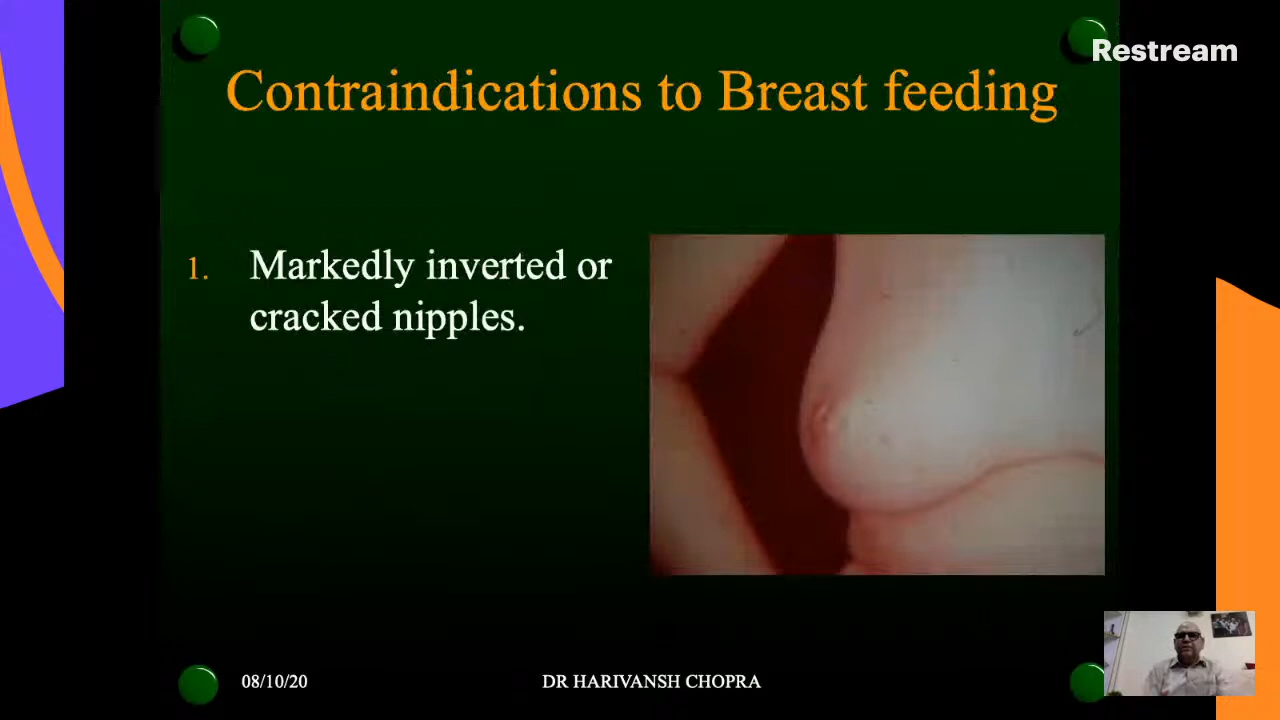 Restream
Contraindications to Breast feeding
1. Markedly inverted or
cracked nipples.
08/10/20
DR HARIVANSH CHOPRA